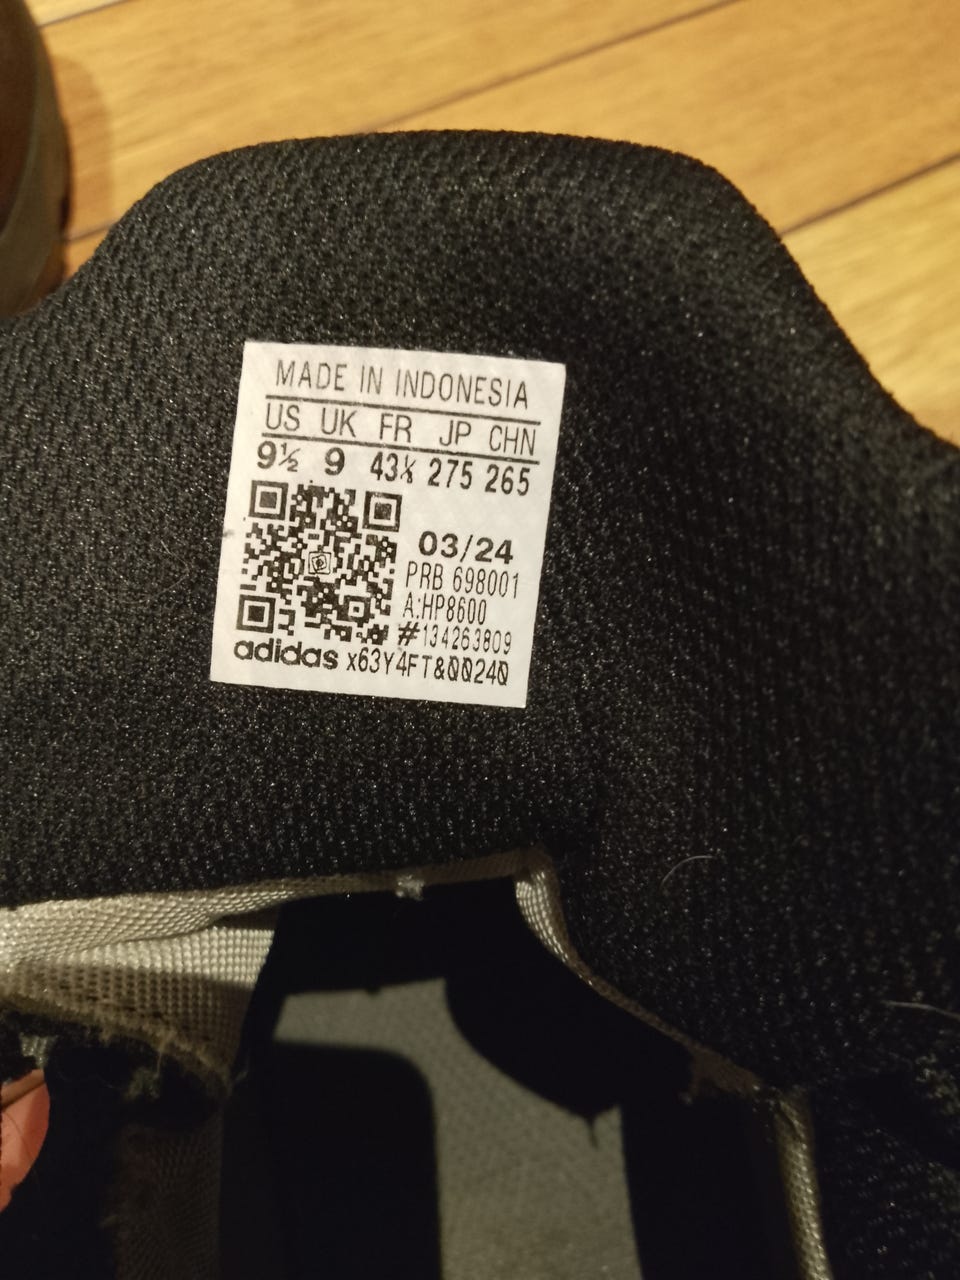 MADE IN INDONESIA
US UK FR JP CHN
9½ 9 43⅓ 275 265
03/24
PRB 698001
A:HP8600
#134263809
adidas x63Y4FT&00240